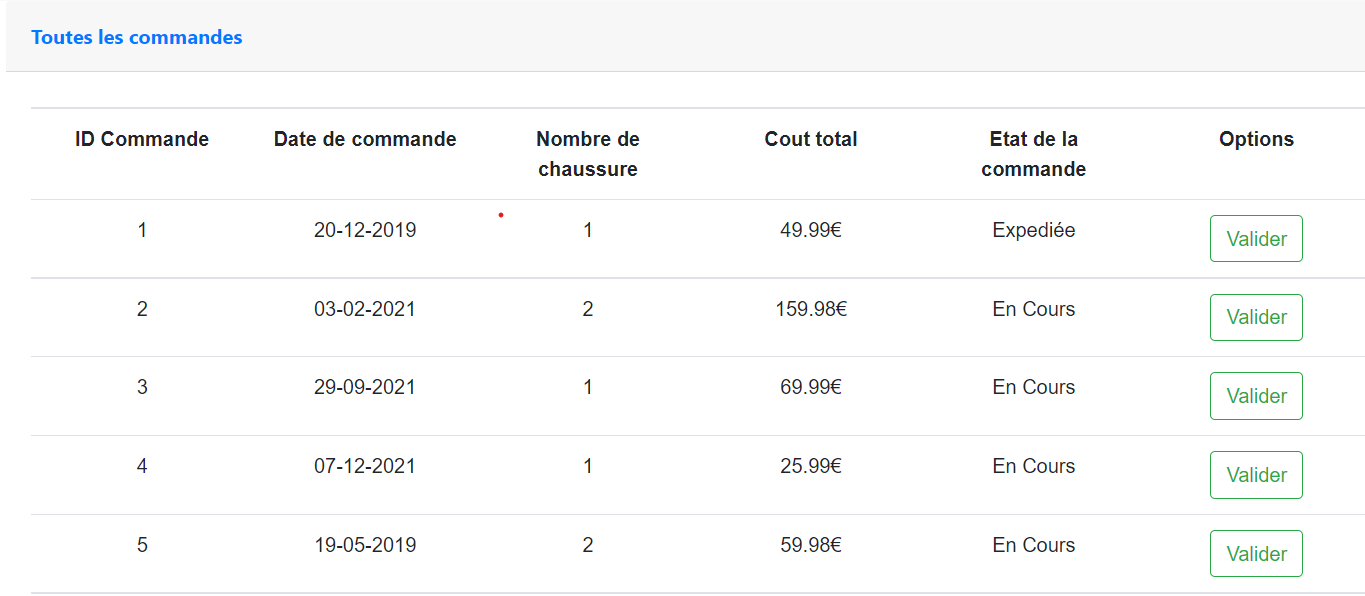 Toutes les commandes
ID Commande Date de commande Nombre de chaussure Cout total Etat de la commande Options
1 20-12-2019 1 49.99€ Expediée Valider
2 03-02-2021 2 159.98€ En Cours Valider
3 29-09-2021 1 69.99€ En Cours Valider
4 07-12-2021 1 25.99€ En Cours Valider
5 19-05-2019 2 59.98€ En Cours Valider